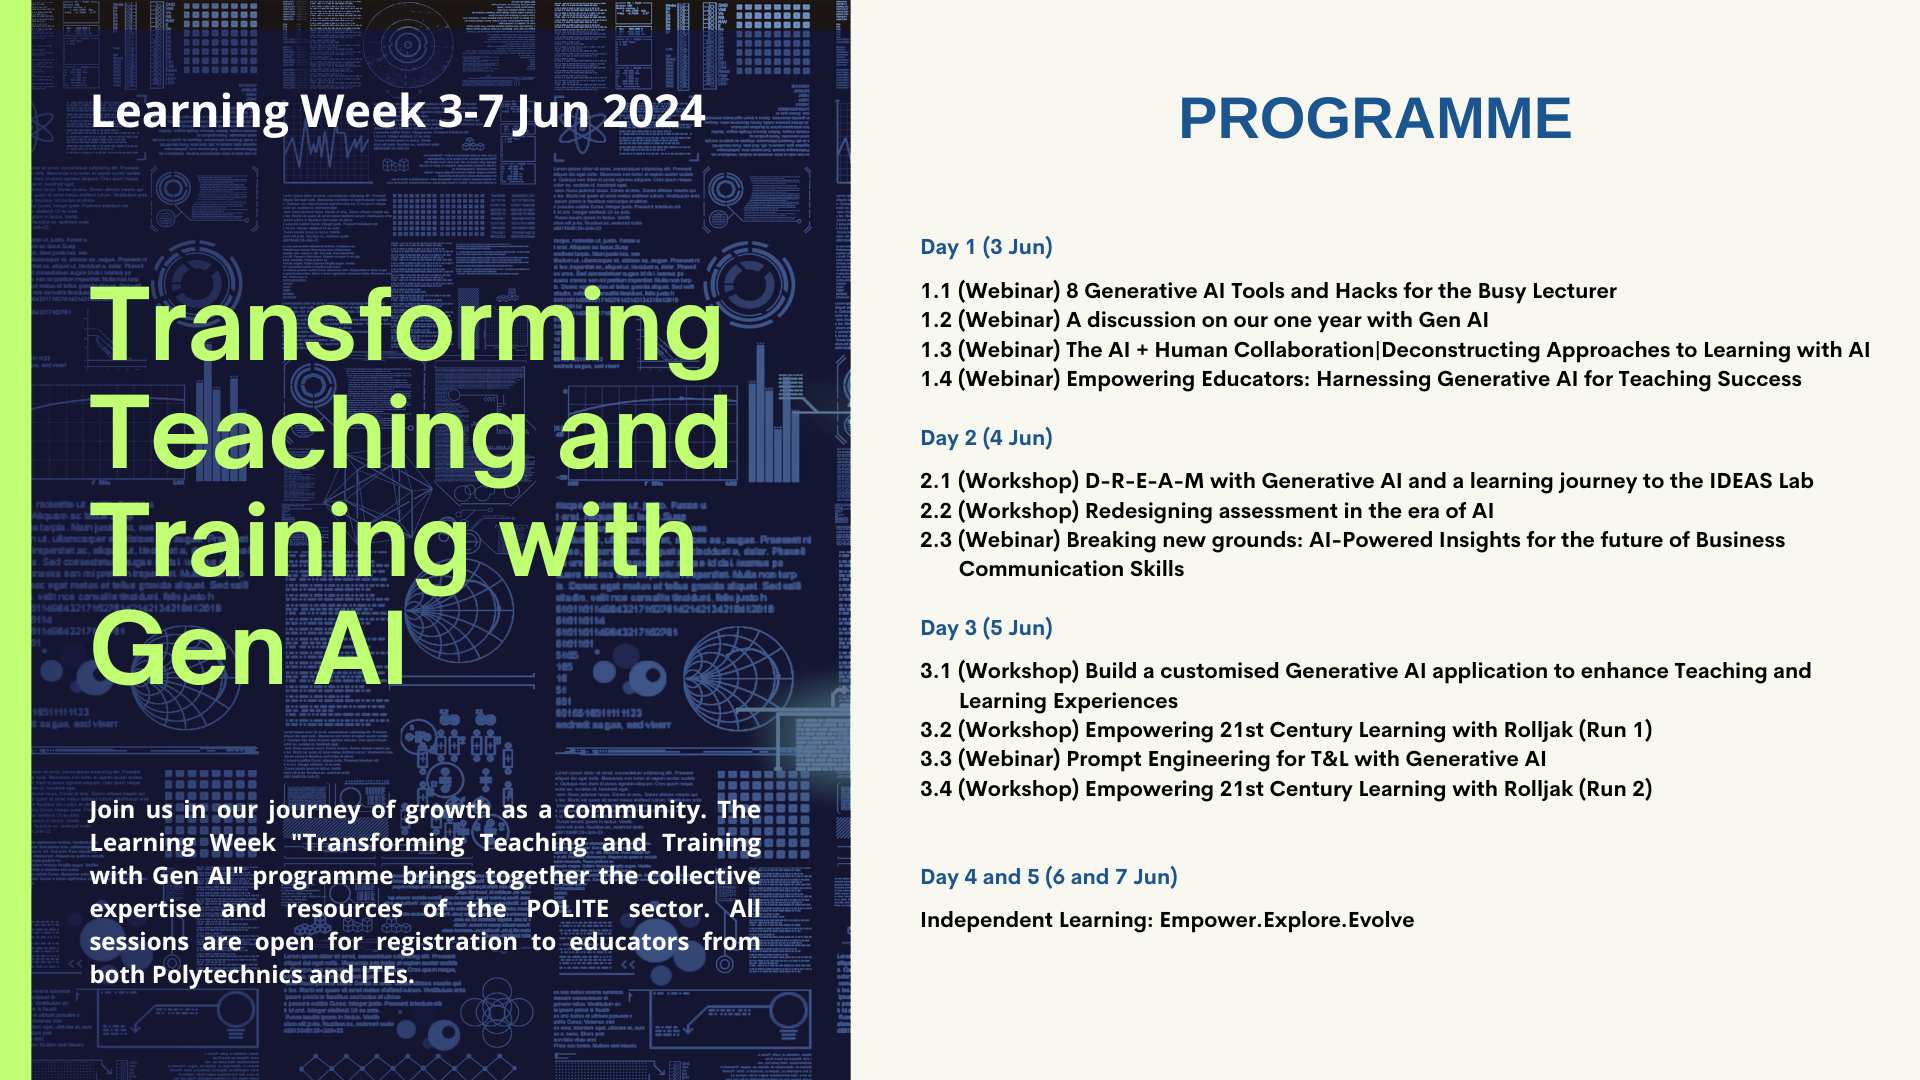 Learning Week 3-7 Jun 2024
Transforming
Teaching and
Training with
Gen AI
Join us in our journey of growth as a community. The
Learning Week "Transforming Teaching and Training
with Gen AI" programme brings together the collective
expertise and resources of the POLITE sector. All
sessions are open for registration to educators from
both Polytechnics and ITEs.
PROGRAMME
Day 1 (3 Jun)
1.1 (Webinar) 8 Generative AI Tools and Hacks for the Busy Lecturer
1.2 (Webinar) A discussion on our one year with Gen AI
1.3 (Webinar) The AI + Human Collaboration|Deconstructing Approaches to Learning with AI
1.4 (Webinar) Empowering Educators: Harnessing Generative AI for Teaching Success
Day 2 (4 Jun)
2.1 (Workshop) D-R-E-A-M with Generative AI and a learning journey to the IDEAS Lab
2.2 (Workshop) Redesigning assessment in the era of AI
2.3 (Webinar) Breaking new grounds: AI-Powered Insights for the future of Business
Communication Skills
Day 3 (5 Jun)
3.1 (Workshop) Build a customised Generative AI application to enhance Teaching and
Learning Experiences
3.2 (Workshop) Empowering 21st Century Learning with Rolljak (Run 1)
3.3 (Webinar) Prompt Engineering for T&L with Generative AI
3.4 (Workshop) Empowering 21st Century Learning with Rolljak (Run 2)
Day 4 and 5 (6 and 7 Jun)
Independent Learning: Empower.Explore.Evolve